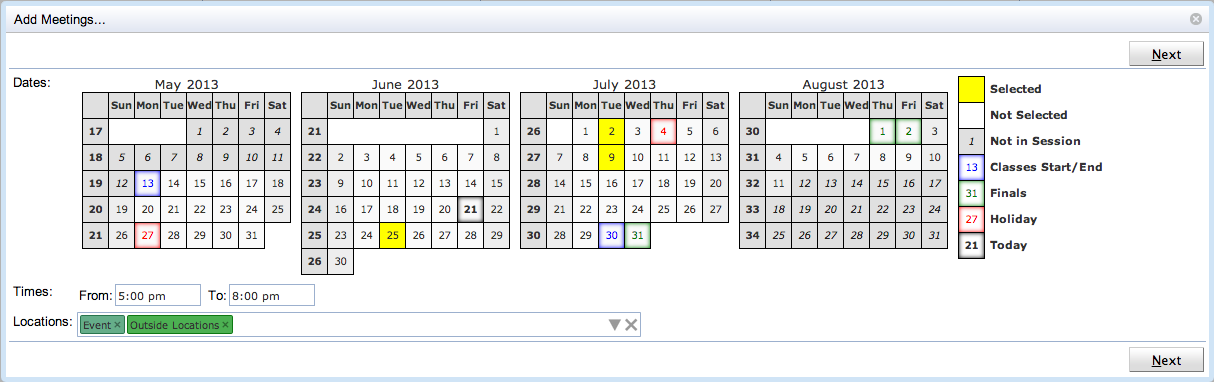 Add Meetings...
Next
Dates: May 2013 June 2013 July 2013 August 2013
Sun Mon Tue Wed Thu Fri Sat Sun Mon Tue Wed Thu Fri Sat Sun Mon Tue Wed Thu Fri Sat Sun Mon Tue Wed Thu Fri Sat Selected
Not Selected
17 1 2 3 4 21 1 26 1 2 3 4 5 6 30 1 2 3
1 Not in Session
18 5 6 7 8 9 10 11 22 2 3 4 5 6 7 8 27 7 8 9 10 11 12 13 31 4 5 6 7 8 9 10
13 Classes Start/End
19 12 13 14 15 16 17 18 23 9 10 11 12 13 14 15 28 14 15 16 17 18 19 20 32 11 12 13 14 15 16 17
31 Finals
20 19 20 21 22 23 24 25 24 16 17 18 19 20 21 22 29 21 22 23 24 25 26 27 33 18 19 20 21 22 23 24
27 Holiday
21 26 27 28 29 30 31 25 23 24 25 26 27 28 29 30 28 29 30 31 34 25 26 27 28 29 30 31
21 Today
26 30
Times: From: 5:00 pm To: 8:00 pm
Locations: Event × Outside Locations ×
Next